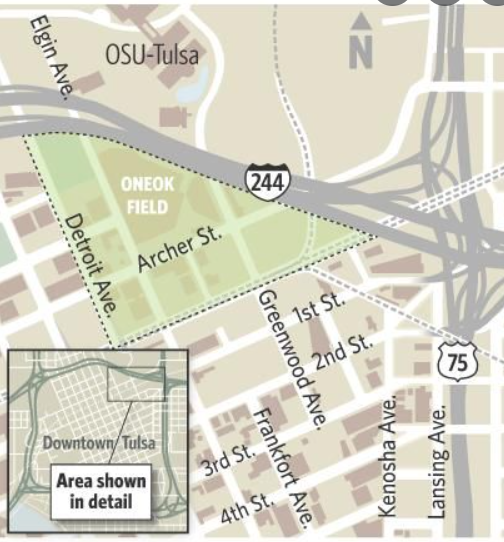 Elgin Ave.
OSU-Tulsa
N
244
ONEOK
FIELD
Detroit Ave.
Archer St.
Greenwood Ave.
1st St.
2nd St.
75
Kenosha Ave.
Lansing Ave.
Frankfort Ave.
3rd St.
4th St.
Downtown Tulsa
Area shown
in detail